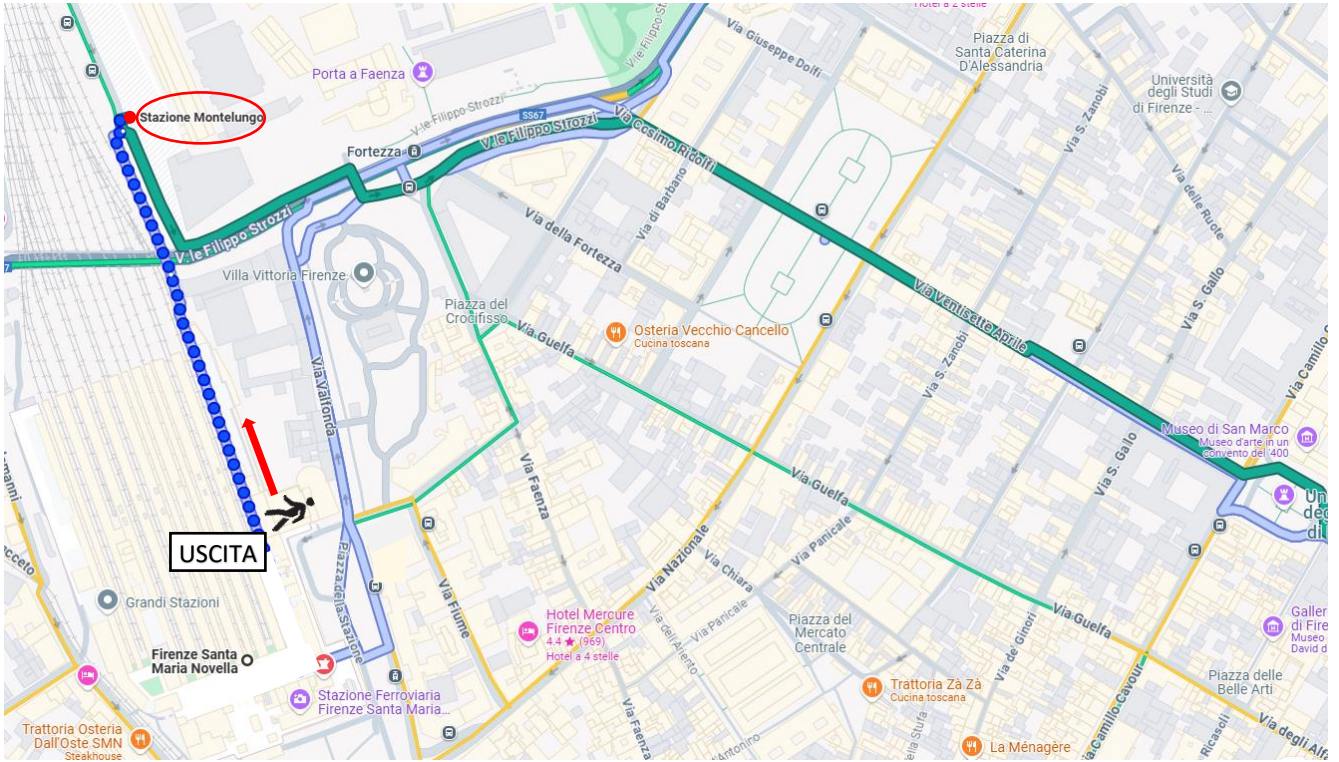 Hotel a 2 stelle
Piazza di
Santa Caterina
D'Alessandria
Via Giuseppe Dolfi
V.le Filippo
Porta a Faenza
Università
degli Studi
di Firenze - ...
Via S. Zanobi
Stazione Montelungo
V.le Filippo Strozzi
SS67
V.le Filippo Strozzi
Via Cosimo Ridolfi
Fortezza
Via di Barbano
Via delle Ruote
V.le Filippo Strozzi
Via della Fortezza
Villa Vittoria Firenze
Via S. Gallo
Piazza del
Crocifisso
Via Guelfa
Osteria Vecchio Cancello
Cucina toscana
Via Ventisette Aprile
Via S. Zanobi
Via Camillo
Via Valfonda
Museo di San Marco
Museo d'arte in un
convento del '400
Via S. Gallo
Via Faenza
Via Guelfa
USCITA
Via Panicale
Via Nazionale
Via Chiara
Piazza della Stazione
Via Fiume
Grandi Stazioni
Hotel Mercure
Firenze Centro
4.4 ★ (969)
Hotel a 4 stelle
Via dell'Ariento
Via Panicale
Piazza del
Mercato
Centrale
Via de' Ginori
Via Guelfa
Firenze Santa
Maria Novella
Piazza delle
Belle Arti
Stazione Ferroviaria
Firenze Santa Maria...
Trattoria Zà Zà
Cucina toscana
Via Camillo Cavour
Via Faenza
Trattoria Osteria
Dall'Oste SMN
Steakhouse
La Ménagère
Ricasoli
Via degli Alfa